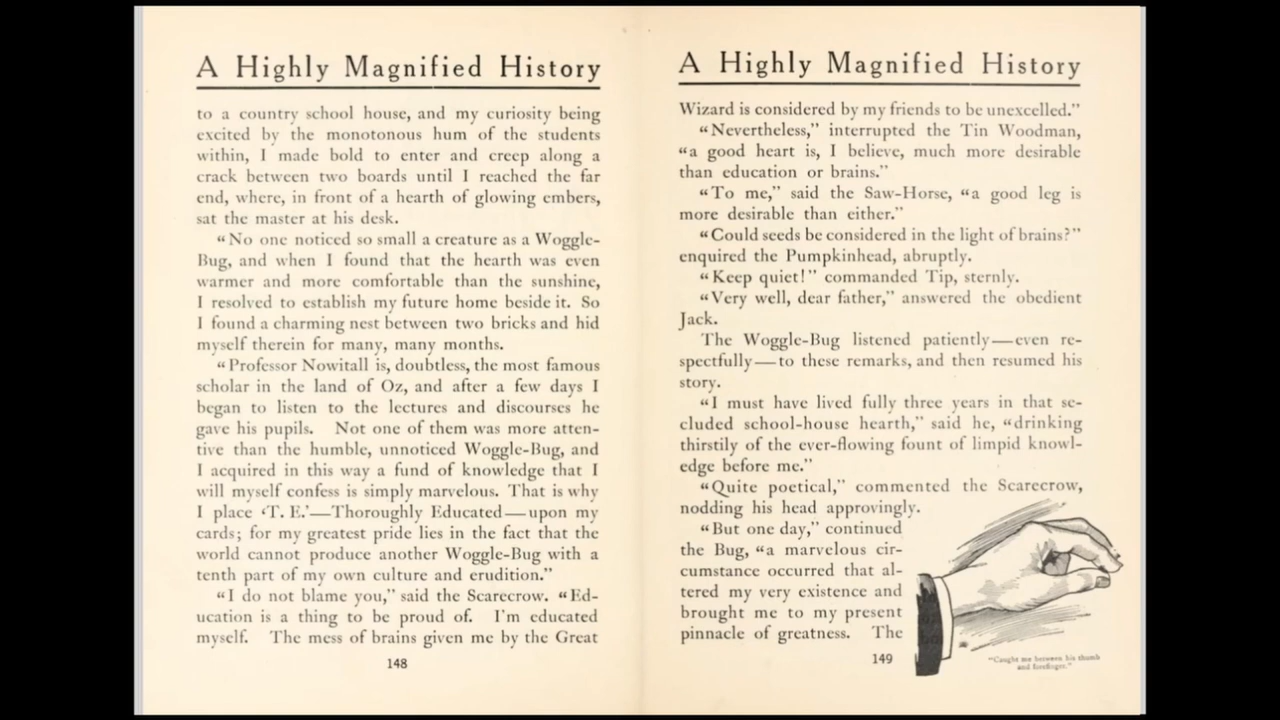 A Highly Magnified History
to a country school house, and my curiosity being
excited by the monotonous hum of the students
within, I made bold to enter and creep along a
crack between two boards until I reached the far
end, where, in front of a hearth of glowing embers,
sat the master at his desk.
“No one noticed so small a creature as a Woggle-
Bug, and when I found that the hearth was even
warmer and more comfortable than the sunshine,
I resolved to establish my future home beside it. So
I found a charming nest between two bricks and hid
myself therein for many, many months.
“Professor Nowitall is, doubtless, the most famous
scholar in the land of Oz, and after a few days I
began to listen to the lectures and discourses he
gave his pupils. Not one of them was more atten-
tive than the humble, unnoticed Woggle-Bug, and
I acquired in this way a fund of knowledge that I
will myself confess is simply marvelous. That is why
I place ‘T. E.’—Thoroughly Educated—upon my
cards; for my greatest pride lies in the fact that the
world cannot produce another Woggle-Bug with a
tenth part of my own culture and erudition.”
“I do not blame you,” said the Scarecrow. “Ed-
ucation is a thing to be proud of. I’m educated
myself. The mess of brains given me by the Great
148
A Highly Magnified History
Wizard is considered by my friends to be unexcelled.”
“Nevertheless,” interrupted the Tin Woodman,
“a good heart is, I believe, much more desirable
than education or brains.”
“To me,” said the Saw-Horse, “a good leg is
more desirable than either.”
“Could seeds be considered in the light of brains?”
enquired the Pumpkinhead, abruptly.
“Keep quiet!” commanded Tip, sternly.
“Very well, dear father,” answered the obedient
Jack.
The Woggle-Bug listened patiently—even re-
spectfully—to these remarks, and then resumed his
story.
“I must have lived fully three years in that se-
cluded school-house hearth,” said he, “drinking
thirstily of the ever-flowing fount of limpid knowl-
edge before me.”
“Quite poetical,” commented the Scarecrow,
nodding his head approvingly.
“But one day,” continued
the Bug, “a marvelous cir-
cumstance occurred that al-
tered my very existence and
brought me to my present
pinnacle of greatness. The
149
“Caught me between his thumb
and forefinger.”